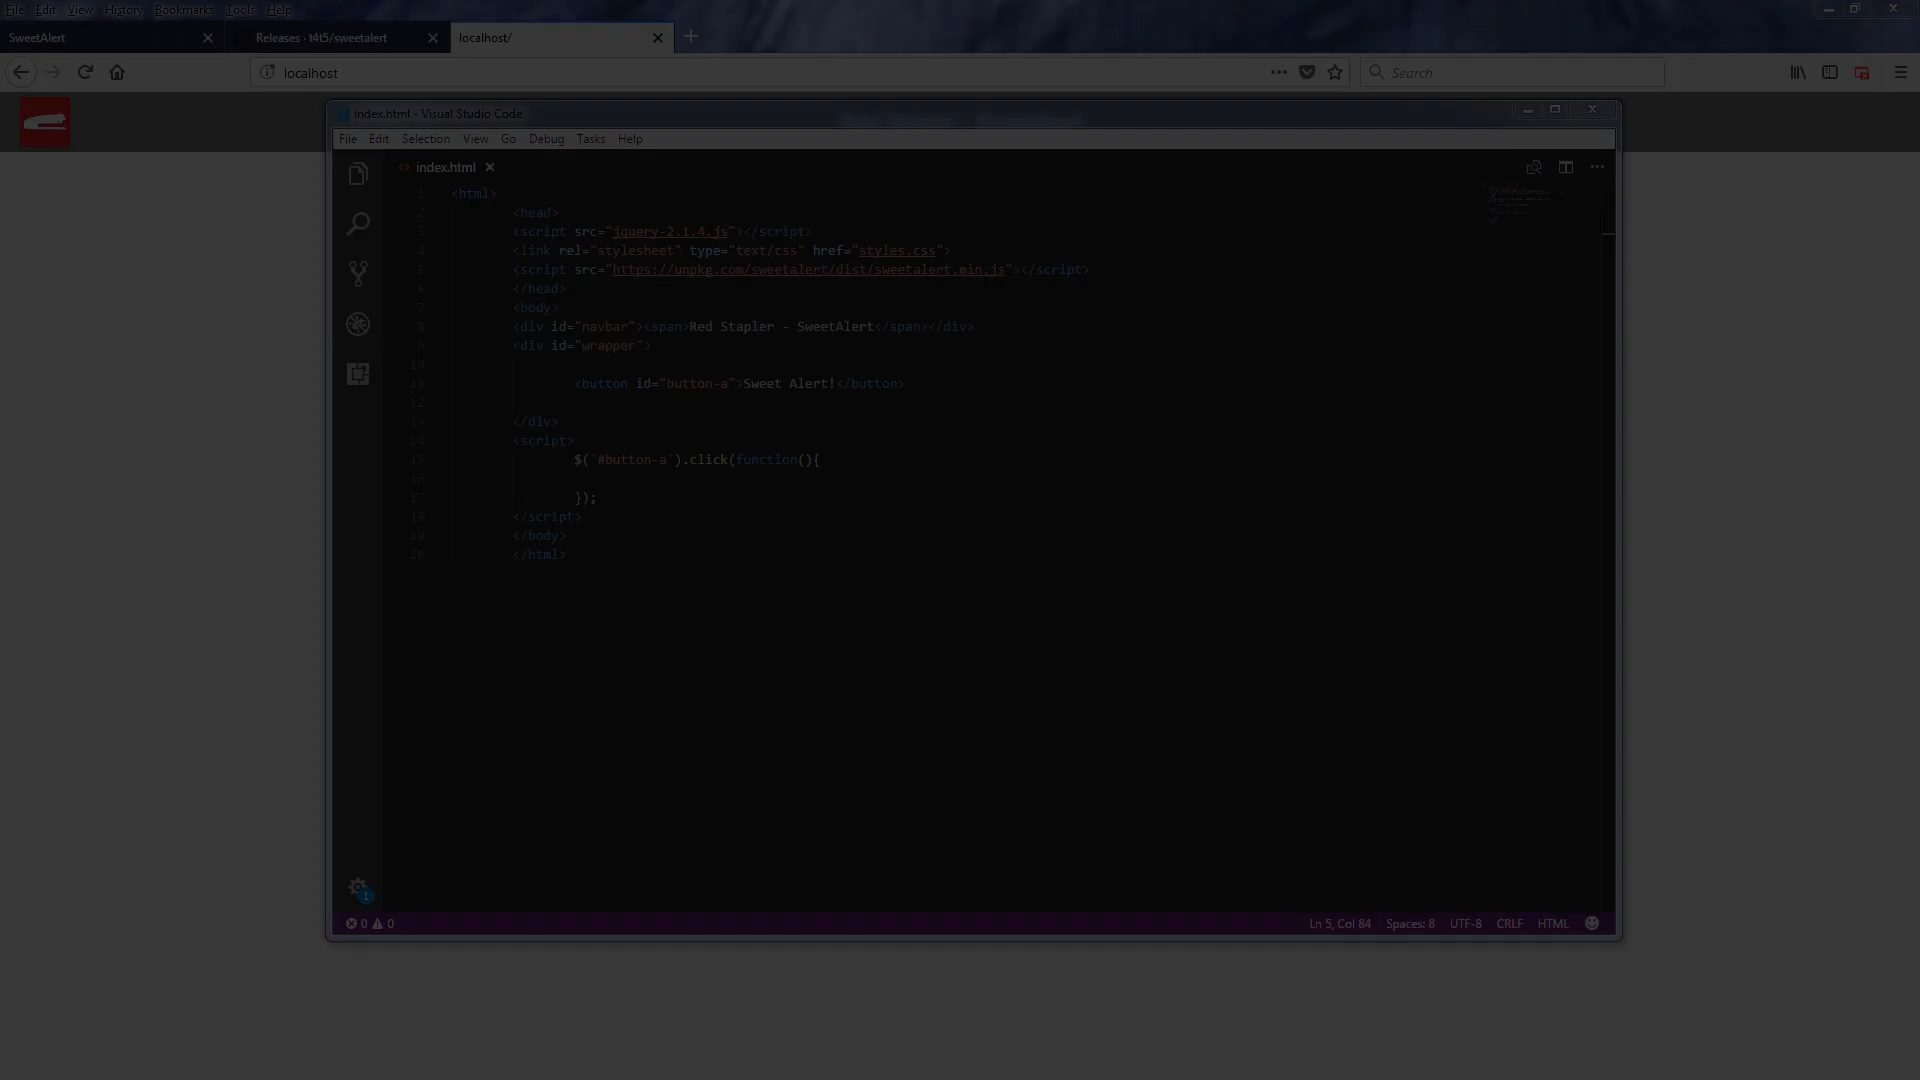 File Edit View History Bookmarks Tools Help
SweetAlert
Releases · t4t5/sweetalert
localhost/
localhost
Search
index.html - Visual Studio Code
File Edit Selection View Go Debug Tasks Help
index.html
1 <html>
2 <head>
3 <script src="jquery-2.1.4.js"></script>
4 <link rel="stylesheet" type="text/css" href="styles.css">
5 <script src="https://unpkg.com/sweetalert/dist/sweetalert.min.js"></script>
6 </head>
7 <body>
8 <div id="navbar"><span>Red Stapler - SweetAlert</span></div>
9 <div id="wrapper">
10
11 <button id="button-a">Sweet Alert!</button>
12
13 </div>
14 <script>
15 $(`#button-a`).click(function(){
16
17 });
18 </script>
19 </body>
20 </html>
1
0 0
Ln 5, Col 84 Spaces: 8 UTF-8 CRLF HTML